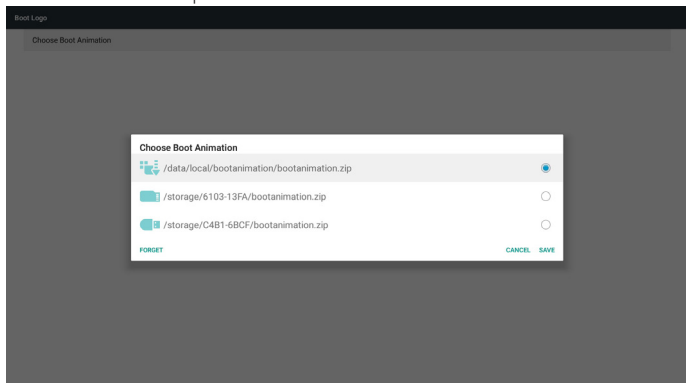 Boot Logo
Choose Boot Animation
Choose Boot Animation
/data/local/bootanimation/bootanimation.zip
/storage/6103-13FA/bootanimation.zip
/storage/C4B1-6BCF/bootanimation.zip
FORGET CANCEL SAVE